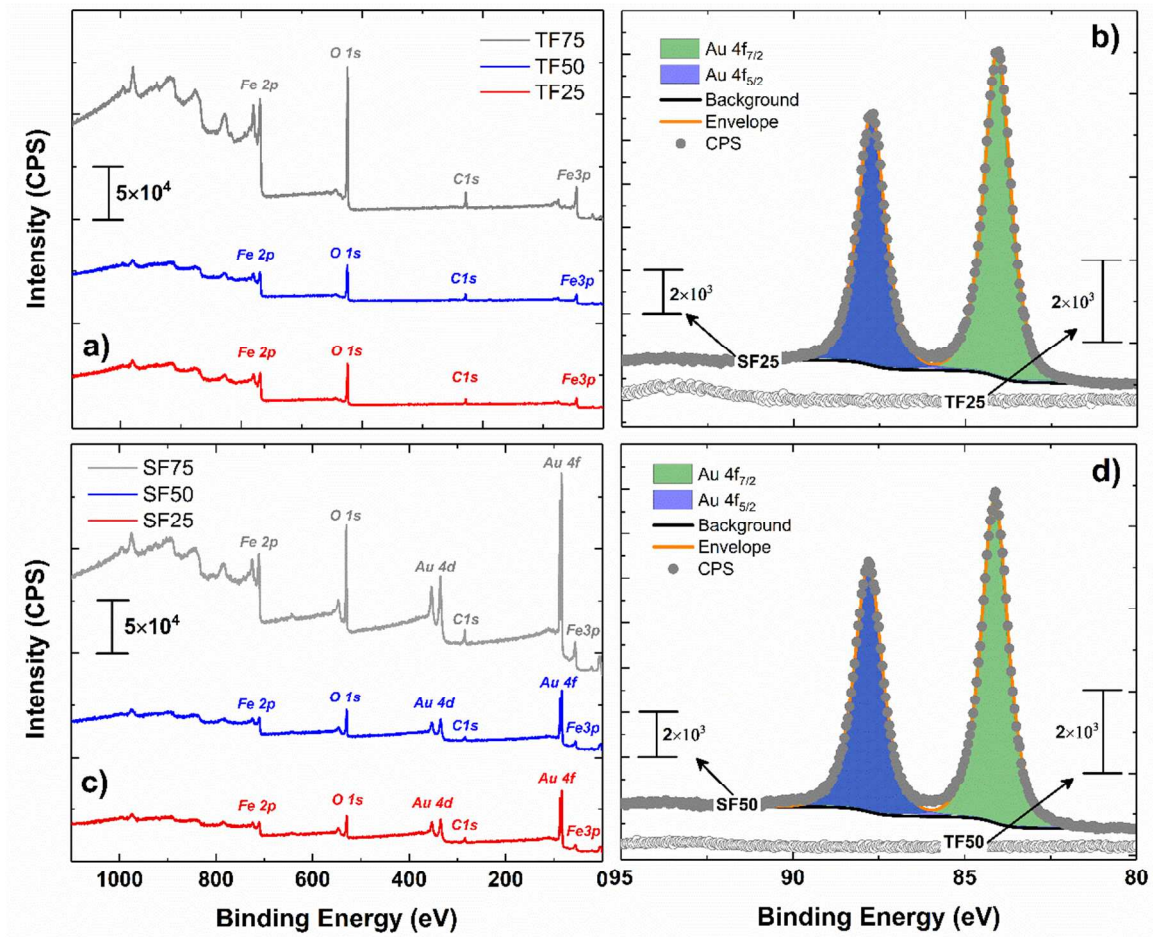 Intensity (CPS)
TF75
TF50
TF25
Fe 2p
O 1s
C1s
Fe3p
5×10⁴
Fe 2p
O 1s
C1s
Fe3p
a)
Fe 2p
O 1s
C1s
Fe3p
b)
Au 4f₇/₂
Au 4f₅/₂
Background
Envelope
CPS
2×10³
2×10³
SF25
TF25
Intensity (CPS)
SF75
SF50
SF25
Fe 2p
O 1s
Au 4d
C1s
Au 4f
Fe3p
5×10⁴
Fe 2p
O 1s
Au 4d
C1s
Au 4f
Fe3p
c)
Fe 2p
O 1s
Au 4d
C1s
Au 4f
Fe3p
1000 800 600 400 200 0
Binding Energy (eV)
d)
Au 4f₇/₂
Au 4f₅/₂
Background
Envelope
CPS
2×10³
2×10³
SF50
TF50
95 90 85 80
Binding Energy (eV)